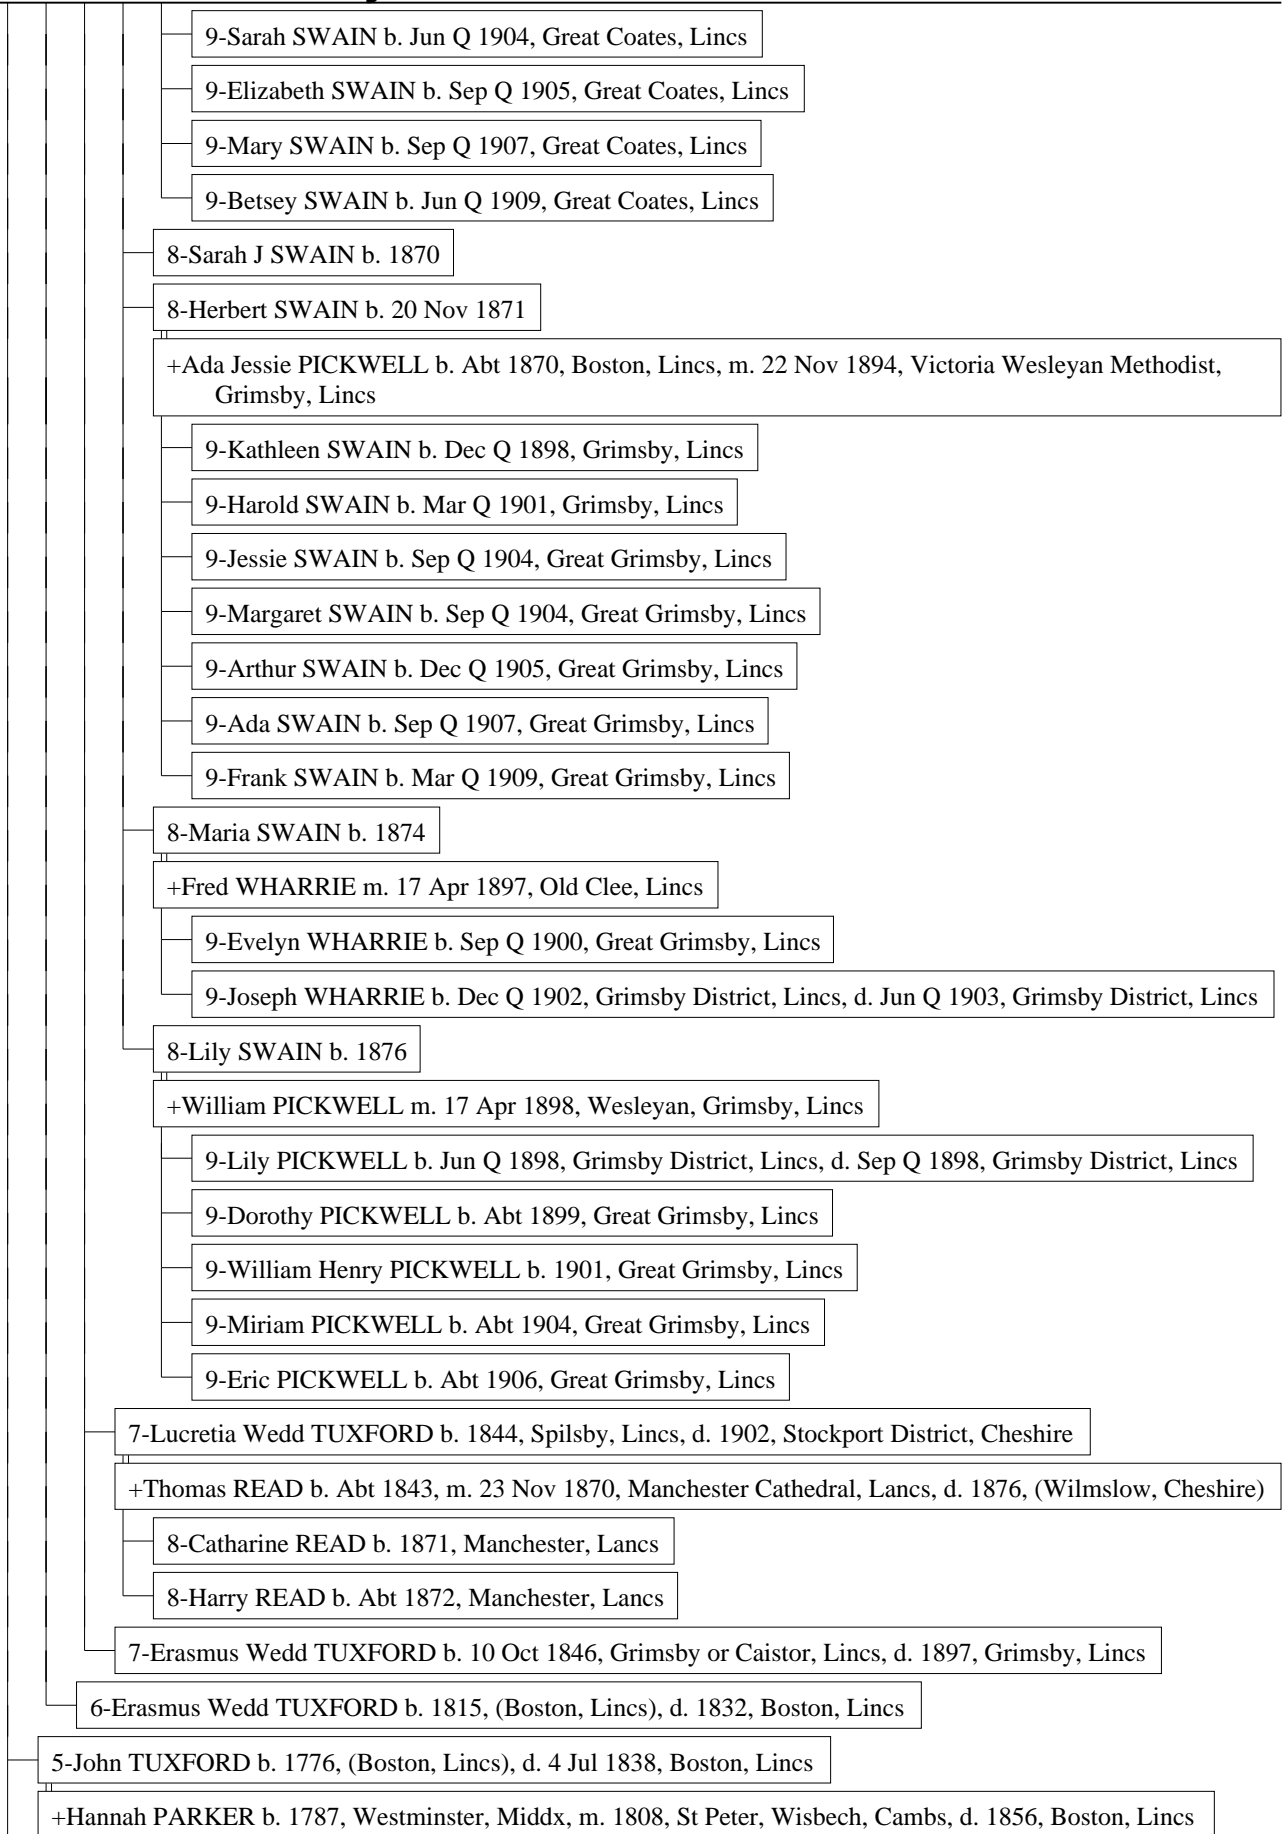 9-Sarah SWAIN b. Jun Q 1904, Great Coates, Lincs
9-Elizabeth SWAIN b. Sep Q 1905, Great Coates, Lincs
9-Mary SWAIN b. Sep Q 1907, Great Coates, Lincs
9-Betsey SWAIN b. Jun Q 1909, Great Coates, Lincs
8-Sarah J SWAIN b. 1870
8-Herbert SWAIN b. 20 Nov 1871
+Ada Jessie PICKWELL b. Abt 1870, Boston, Lincs, m. 22 Nov 1894, Victoria Wesleyan Methodist,
Grimsby, Lincs
9-Kathleen SWAIN b. Dec Q 1898, Grimsby, Lincs
9-Harold SWAIN b. Mar Q 1901, Grimsby, Lincs
9-Jessie SWAIN b. Sep Q 1904, Great Grimsby, Lincs
9-Margaret SWAIN b. Sep Q 1904, Great Grimsby, Lincs
9-Arthur SWAIN b. Dec Q 1905, Great Grimsby, Lincs
9-Ada SWAIN b. Sep Q 1907, Great Grimsby, Lincs
9-Frank SWAIN b. Mar Q 1909, Great Grimsby, Lincs
8-Maria SWAIN b. 1874
+Fred WHARRIE m. 17 Apr 1897, Old Clee, Lincs
9-Evelyn WHARRIE b. Sep Q 1900, Great Grimsby, Lincs
9-Joseph WHARRIE b. Dec Q 1902, Grimsby District, Lincs, d. Jun Q 1903, Grimsby District, Lincs
8-Lily SWAIN b. 1876
+William PICKWELL m. 17 Apr 1898, Wesleyan, Grimsby, Lincs
9-Lily PICKWELL b. Jun Q 1898, Grimsby District, Lincs, d. Sep Q 1898, Grimsby District, Lincs
9-Dorothy PICKWELL b. Abt 1899, Great Grimsby, Lincs
9-William Henry PICKWELL b. 1901, Great Grimsby, Lincs
9-Miriam PICKWELL b. Abt 1904, Great Grimsby, Lincs
9-Eric PICKWELL b. Abt 1906, Great Grimsby, Lincs
7-Lucretia Wedd TUXFORD b. 1844, Spilsby, Lincs, d. 1902, Stockport District, Cheshire
+Thomas READ b. Abt 1843, m. 23 Nov 1870, Manchester Cathedral, Lancs, d. 1876, (Wilmslow, Cheshire)
8-Catharine READ b. 1871, Manchester, Lancs
8-Harry READ b. Abt 1872, Manchester, Lancs
7-Erasmus Wedd TUXFORD b. 10 Oct 1846, Grimsby or Caistor, Lincs, d. 1897, Grimsby, Lincs
6-Erasmus Wedd TUXFORD b. 1815, (Boston, Lincs), d. 1832, Boston, Lincs
5-John TUXFORD b. 1776, (Boston, Lincs), d. 4 Jul 1838, Boston, Lincs
+Hannah PARKER b. 1787, Westminster, Middx, m. 1808, St Peter, Wisbech, Cambs, d. 1856, Boston, Lincs